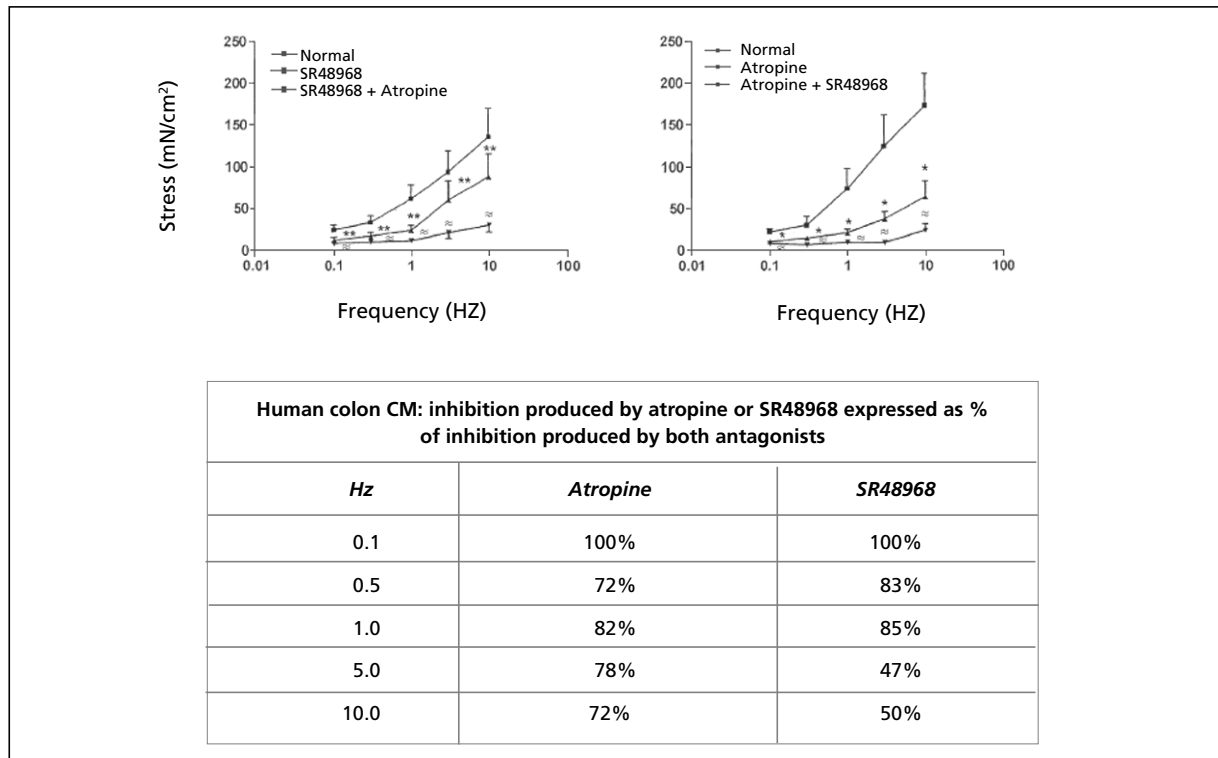 250
200
150
100
50
0
0.01
0.1
1
10
100
Stress (mN/cm²)
Frequency (HZ)
Normal
SR48968
SR48968 + Atropine
**
**
**
**
**
≈
≈
≈
≈
≈
250
200
150
100
50
0
0.01
0.1
1
10
100
Frequency (HZ)
Normal
Atropine
Atropine + SR48968
*
*
*
*
*
≈
≈
≈
≈
≈
Human colon CM: inhibition produced by atropine or SR48968 expressed as %
of inhibition produced by both antagonists
Hz Atropine SR48968
0.1 100% 100%
0.5 72% 83%
1.0 82% 85%
5.0 78% 47%
10.0 72% 50%